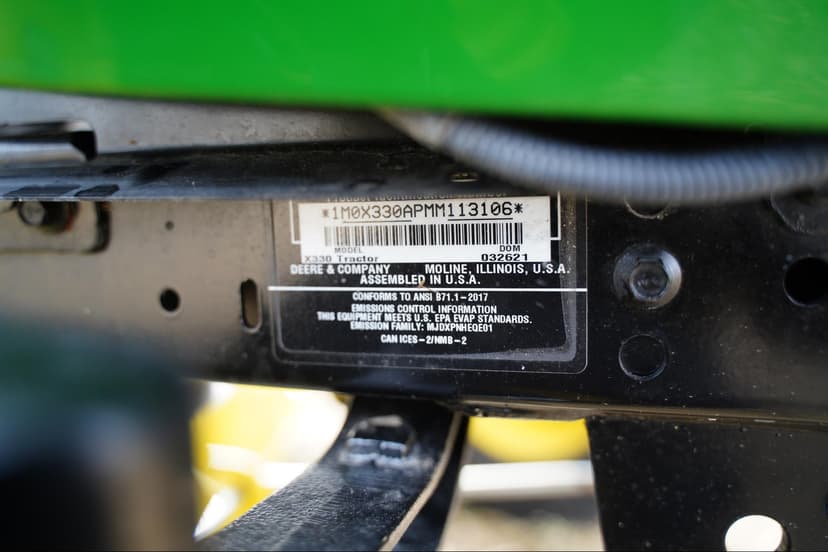 *1M0X330APMM113106*
MODEL DOM
X330 Tractor 032621
DEERE & COMPANY MOLINE, ILLINOIS, U.S.A.
ASSEMBLED IN U.S.A.
CONFORMS TO ANSI B71.1-2017
EMISSIONS CONTROL INFORMATION
THIS EQUIPMENT MEETS U.S. EPA EVAP STANDARDS.
EMISSION FAMILY: MJDXPNHEQE01
CAN ICES-2/NMB-2